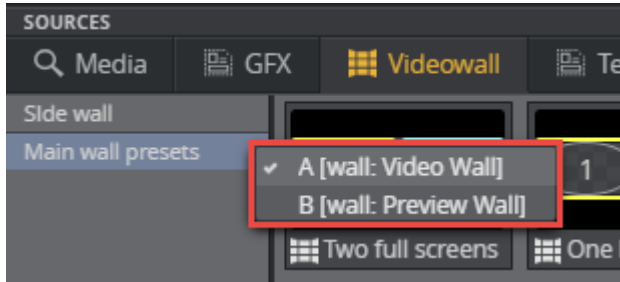 SOURCES
Media GFX Videowall Te
SIde wall
Main wall presets
✓ A [wall: Video Wall]
B [wall: Preview Wall]
1
Two full screens One